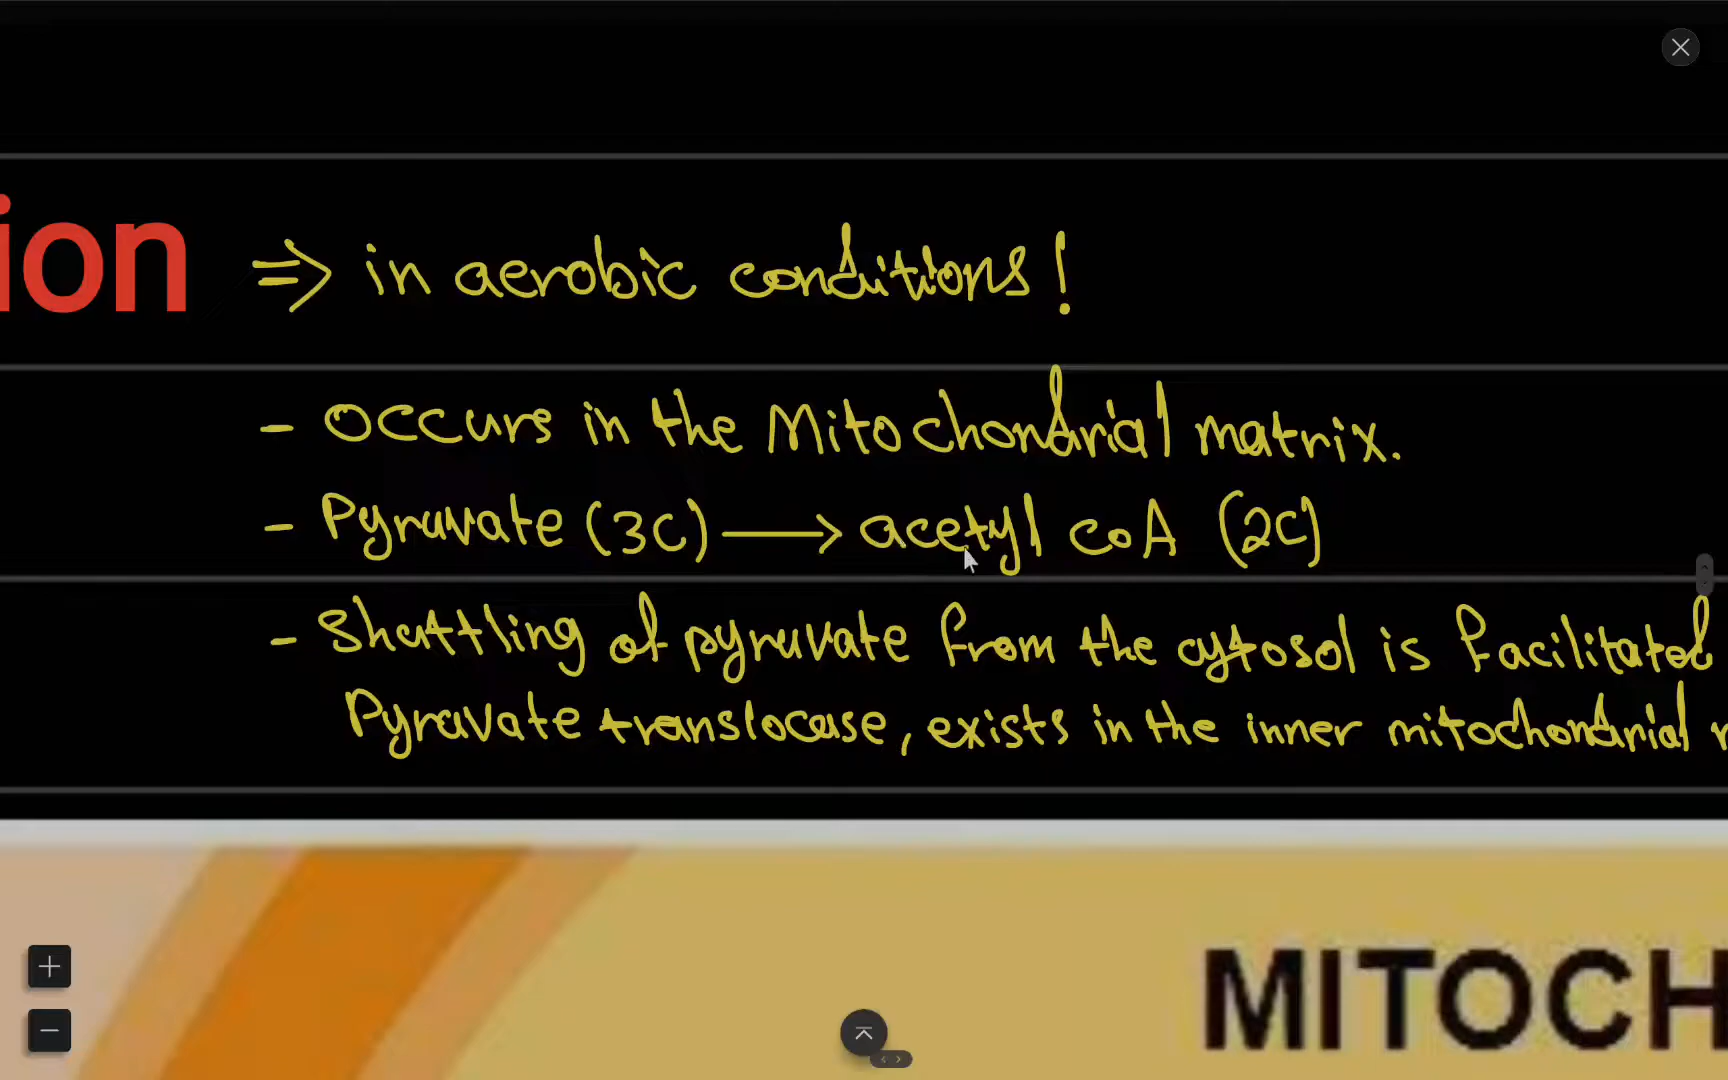 ion => in aerobic conditions!
- Occurs in the Mitochondrial matrix.
- Pyruvate (3C) → acetyl coA (2C)
- Shuttling of pyruvate from the cytosol is facilitated
Pyruvate translocase, exists in the inner mitochondrial
MITOCH